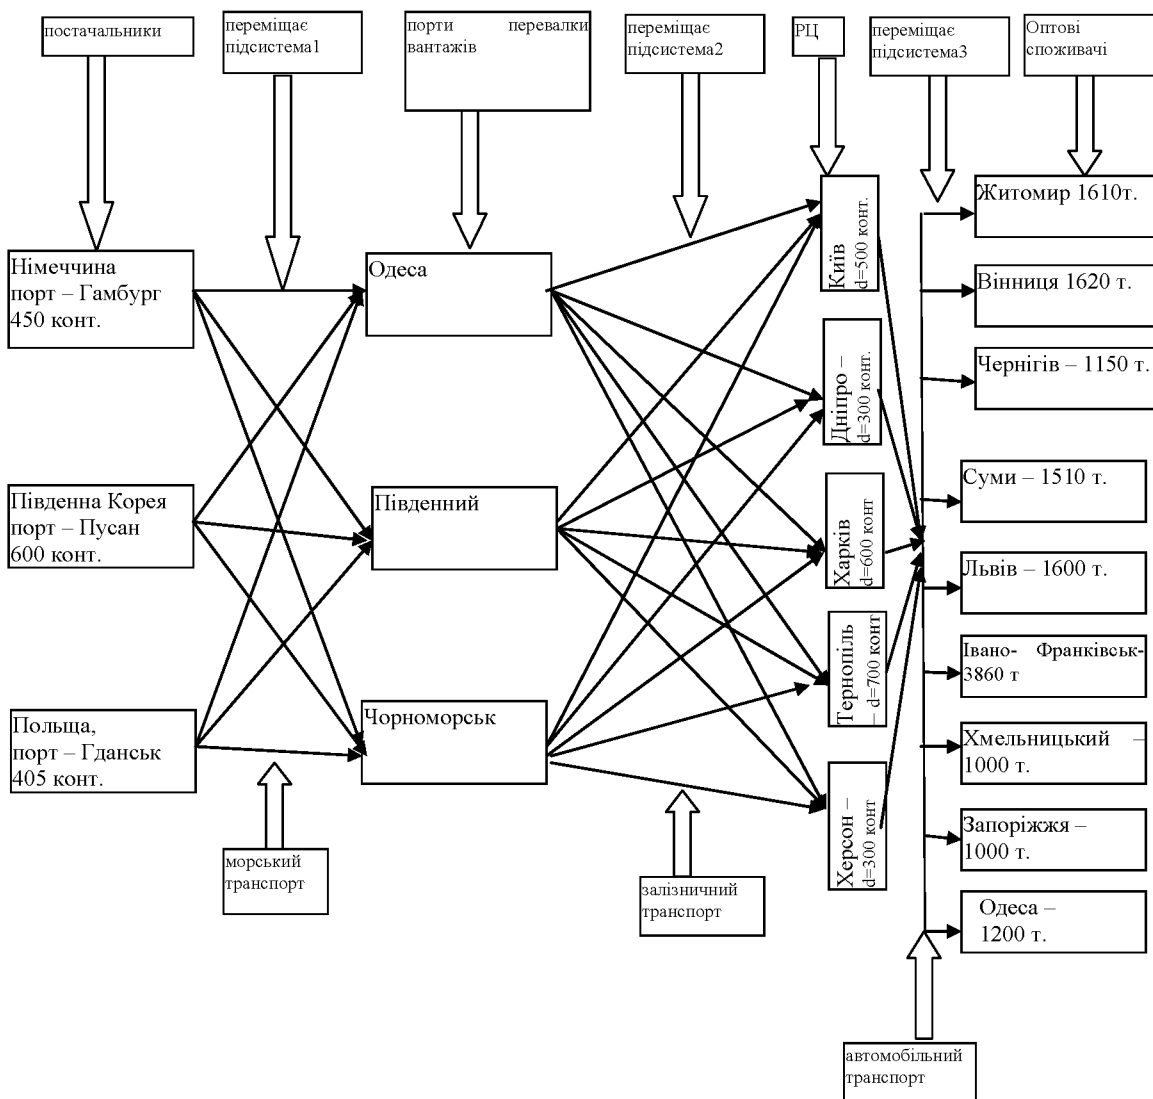 постачальники
переміщає
підсистема1
порти перевалки
вантажів
переміщає
підсистема2
РЦ
переміщає
підсистема3
Оптові
споживачі
Німеччина
порт – Гамбург
450 конт.
Південна Корея
порт – Пусан
600 конт.
Польща,
порт – Гданськ
405 конт.
Одеса
Південний
Чорноморськ
Київ
d=500 конт.
Дніпро –
d=300 конт.
Харків
d=600 конт
Тернопіль
– d=700 конт
Херсон –
d=300 конт
Житомир 1610т.
Вінниця 1620 т.
Чернігів – 1150 т.
Суми – 1510 т.
Львів – 1600 т.
Івано- Франківськ-
3860 т
Хмельницький –
1000 т.
Запоріжжя –
1000 т.
Одеса –
1200 т.
морський
транспорт
залізничний
транспорт
автомобільний
транспорт